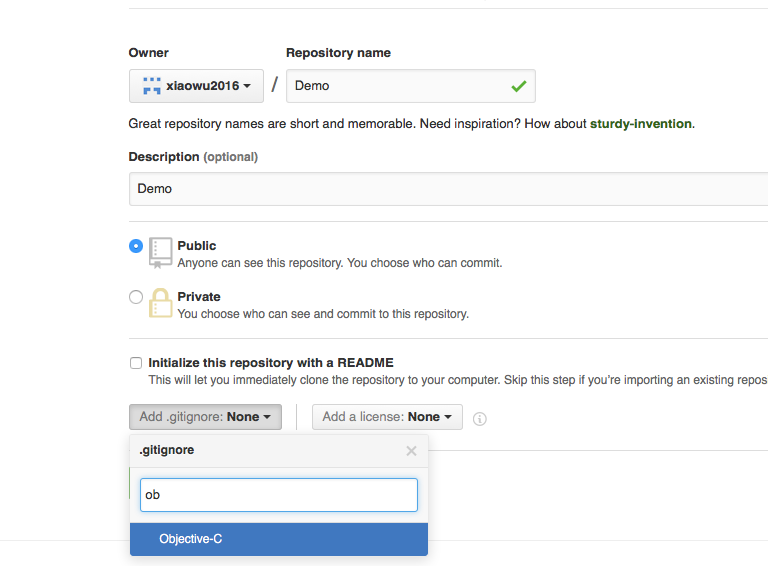 Owner
Repository name
xiaowu2016 / Demo
Great repository names are short and memorable. Need inspiration? How about sturdy-invention.
Description (optional)
Demo
Public
Anyone can see this repository. You choose who can commit.
Private
You choose who can see and commit to this repository.
Initialize this repository with a README
This will let you immediately clone the repository to your computer. Skip this step if you're importing an existing repos
Add .gitignore: None
Add a license: None
.gitignore
ob
Objective-C